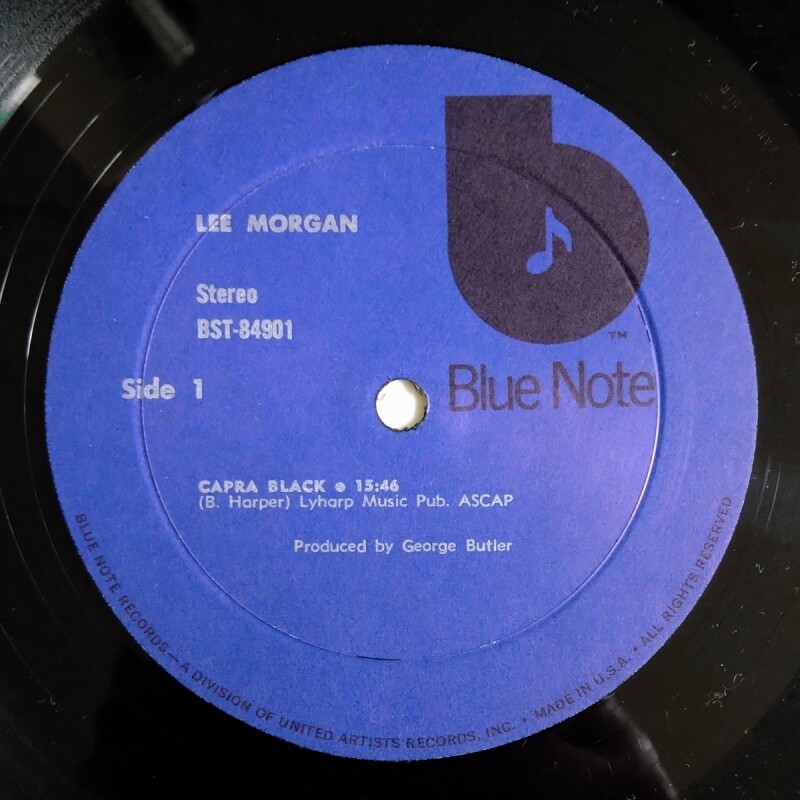 LEE MORGAN
Stereo
BST-84901
Side 1
TM
Blue Note
CAPRA BLACK • 15:46
(B. Harper) Lyharp Music Pub. ASCAP
Produced by George Butler
BLUE NOTE RECORDS — A DIVISION OF UNITED ARTISTS RECORDS, INC. • MADE IN U.S.A. • ALL RIGHTS RESERVED